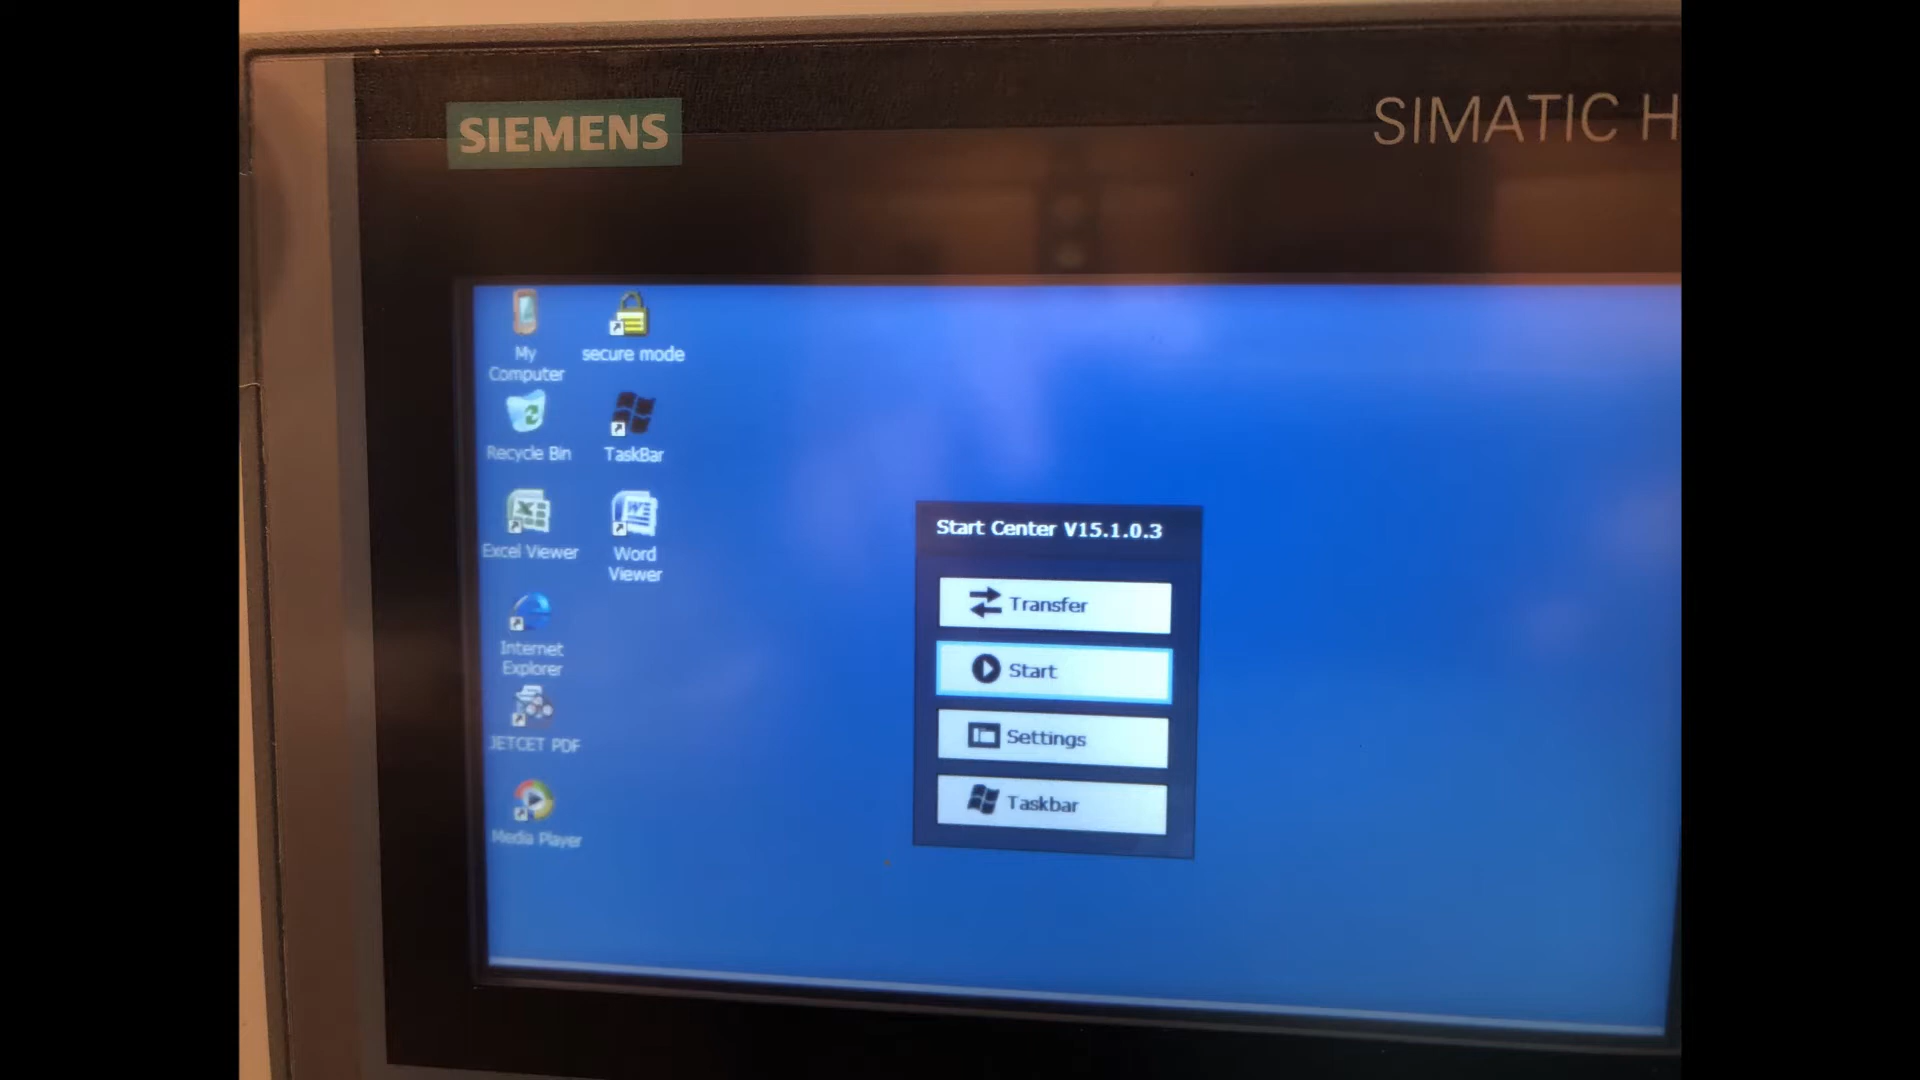 SIEMENS
SIMATIC H
My
Computer
secure mode
Recycle Bin
TaskBar
Excel Viewer
Word
Viewer
Internet
Explorer
JETCET PDF
Media Player
Start Center V15.1.0.3
Transfer
Start
Settings
Taskbar